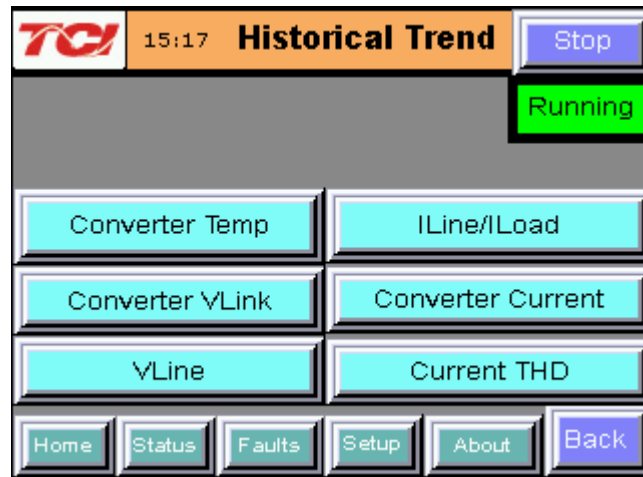 TCI 15:17 Historical Trend Stop
Running
Converter Temp ILine/ILoad
Converter VLink Converter Current
VLine Current THD
Home Status Faults Setup About Back